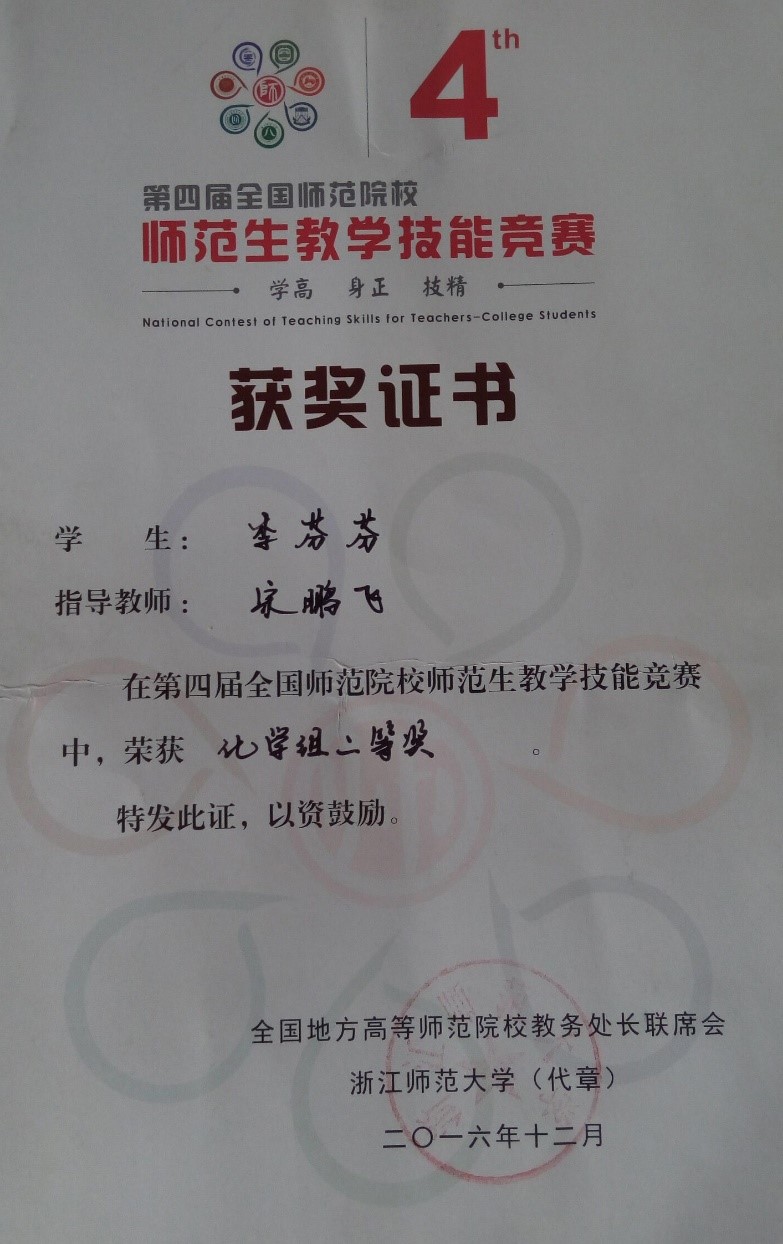 4th
第四届全国师范院校
师范生教学技能竞赛
学高 身正 技精
National Contest of Teaching Skills for Teachers-College Students
获奖证书
学 生： 李芬芬
指导教师： 宋鹏飞
在第四届全国师范院校师范生教学技能竞赛
中，荣获 化学组二等奖 。
特发此证，以资鼓励。
全国地方高等师范院校教务处长联席会
浙江师范大学（代章）
二〇一六年十二月